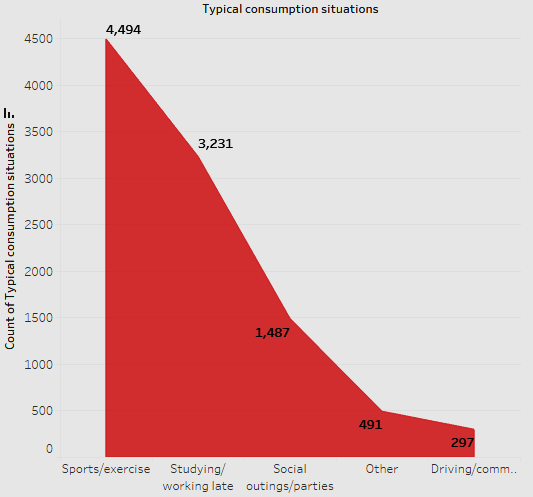 Typical consumption situations
Count of Typical consumption situations
4500
4000
3500
3000
2500
2000
1500
1000
500
0
4,494
3,231
1,487
491
297
Sports/exercise
Studying/
working late
Social
outings/parties
Other
Driving/comm..